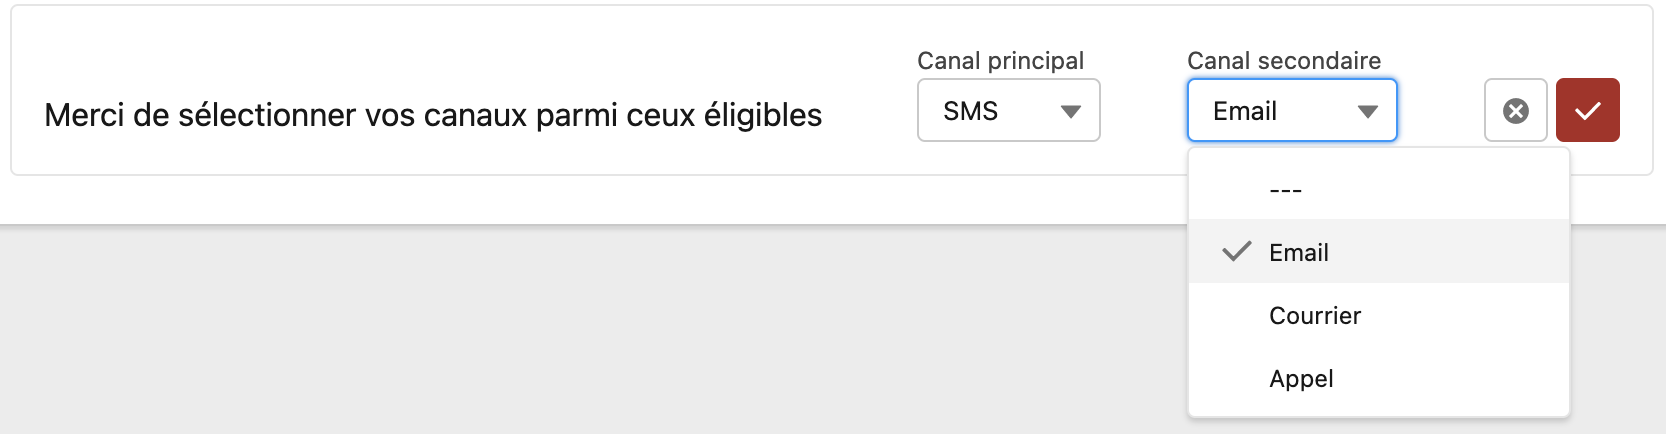 Canal principal
Canal secondaire
Merci de sélectionner vos canaux parmi ceux éligibles
SMS
Email
---
Email
Courrier
Appel